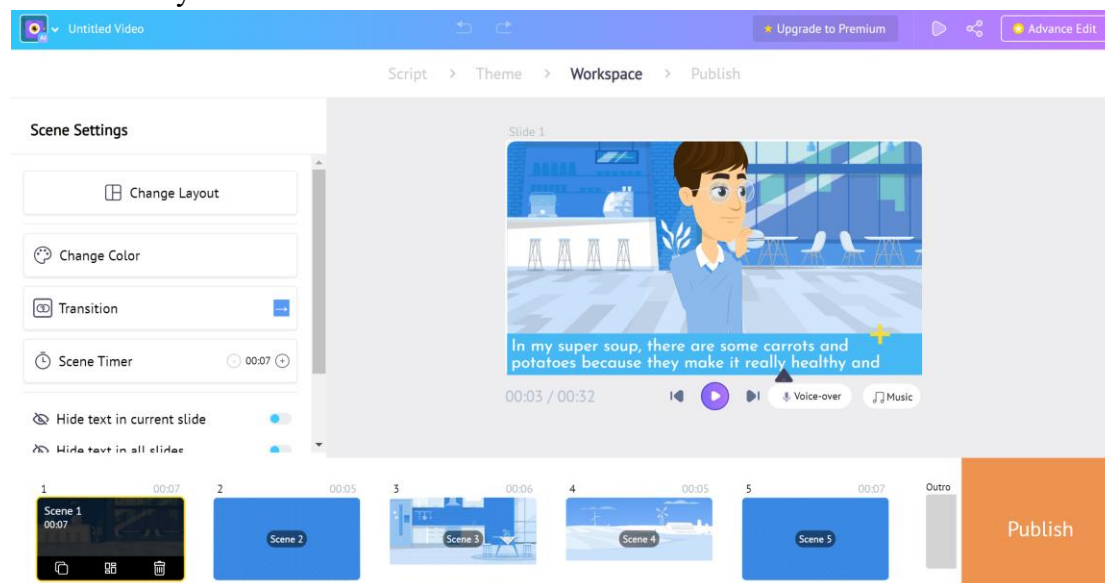 AI
Untitled Video
Upgrade to Premium
Advance Edit
Script > Theme > Workspace > Publish
Scene Settings
Change Layout
Change Color
Transition
Scene Timer 00:07
Hide text in current slide
Hide text in all slides
Slide 1
In my super soup, there are some carrots and
potatoes because they make it really healthy and
00:03 / 00:32
Voice-over
Music
1 00:07
Scene 1
00:07
2 00:05
Scene 2
3 00:06
Scene 3
4 00:05
Scene 4
5 00:07
Scene 5
Outro
Publish